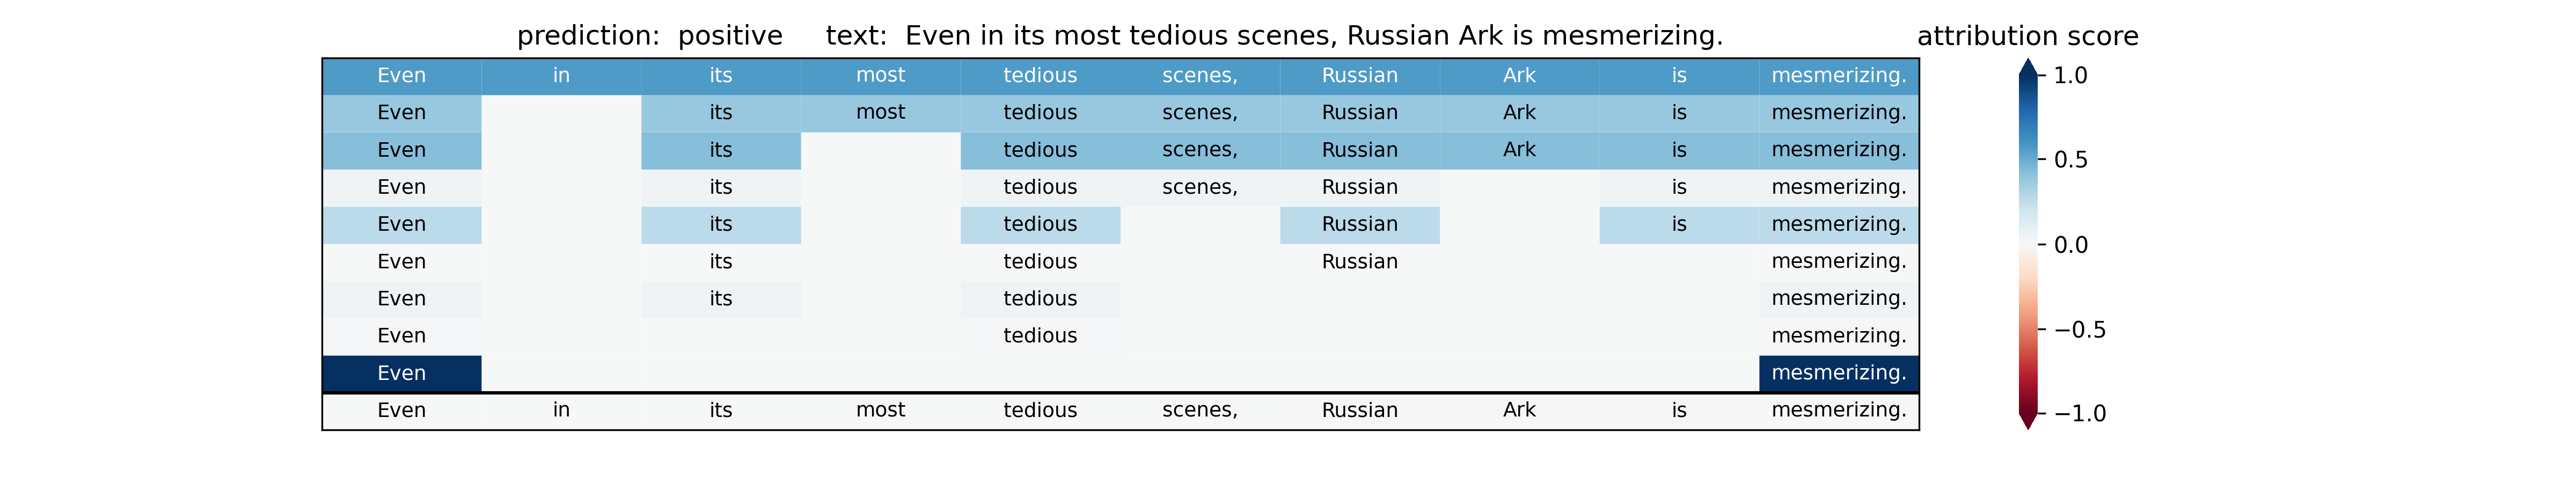 prediction: positive text: Even in its most tedious scenes, Russian Ark is mesmerizing. attribution score
Even in its most tedious scenes, Russian Ark is mesmerizing. 1.0
Even its most tedious scenes, Russian Ark is mesmerizing.
Even its tedious scenes, Russian Ark is mesmerizing. 0.5
Even its tedious scenes, Russian is mesmerizing.
Even its tedious Russian is mesmerizing. 0.0
Even its tedious Russian mesmerizing.
Even its tedious mesmerizing.
Even tedious mesmerizing. −0.5
Even mesmerizing.
Even in its most tedious scenes, Russian Ark is mesmerizing. −1.0